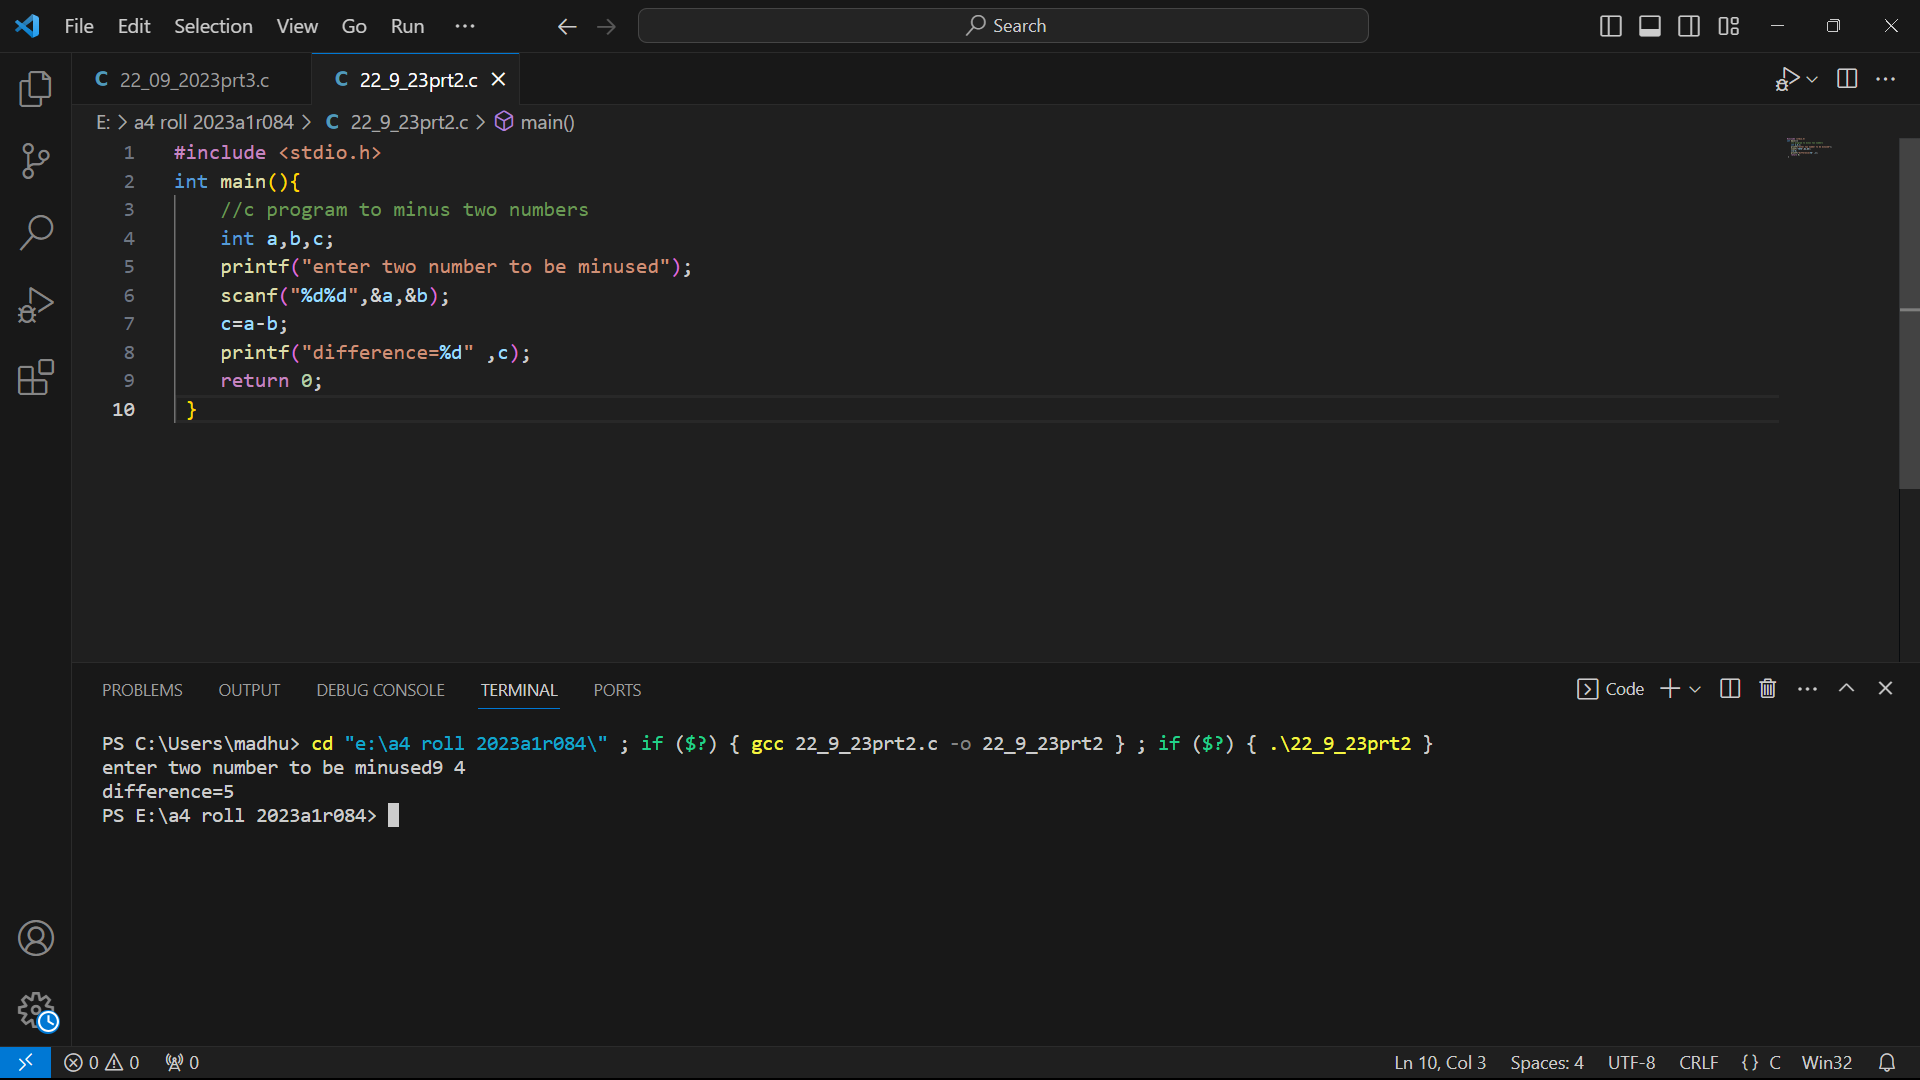 File Edit Selection View Go Run ··· Search
C 22_09_2023prt3.c C 22_9_23prt2.c
E: > a4 roll 2023a1r084 > C 22_9_23prt2.c > main()
1 #include <stdio.h>
2 int main(){
3 //c program to minus two numbers
4 int a,b,c;
5 printf("enter two number to be minused");
6 scanf("%d%d",&a,&b);
7 c=a-b;
8 printf("difference=%d" ,c);
9 return 0;
10 }
PROBLEMS OUTPUT DEBUG CONSOLE TERMINAL PORTS Code
PS C:\Users\madhu> cd "e:\a4 roll 2023a1r084\" ; if ($?) { gcc 22_9_23prt2.c -o 22_9_23prt2 } ; if ($?) { .\22_9_23prt2 }
enter two number to be minused9 4
difference=5
PS E:\a4 roll 2023a1r084>
0 0 0 Ln 10, Col 3 Spaces: 4 UTF-8 CRLF {} C Win32